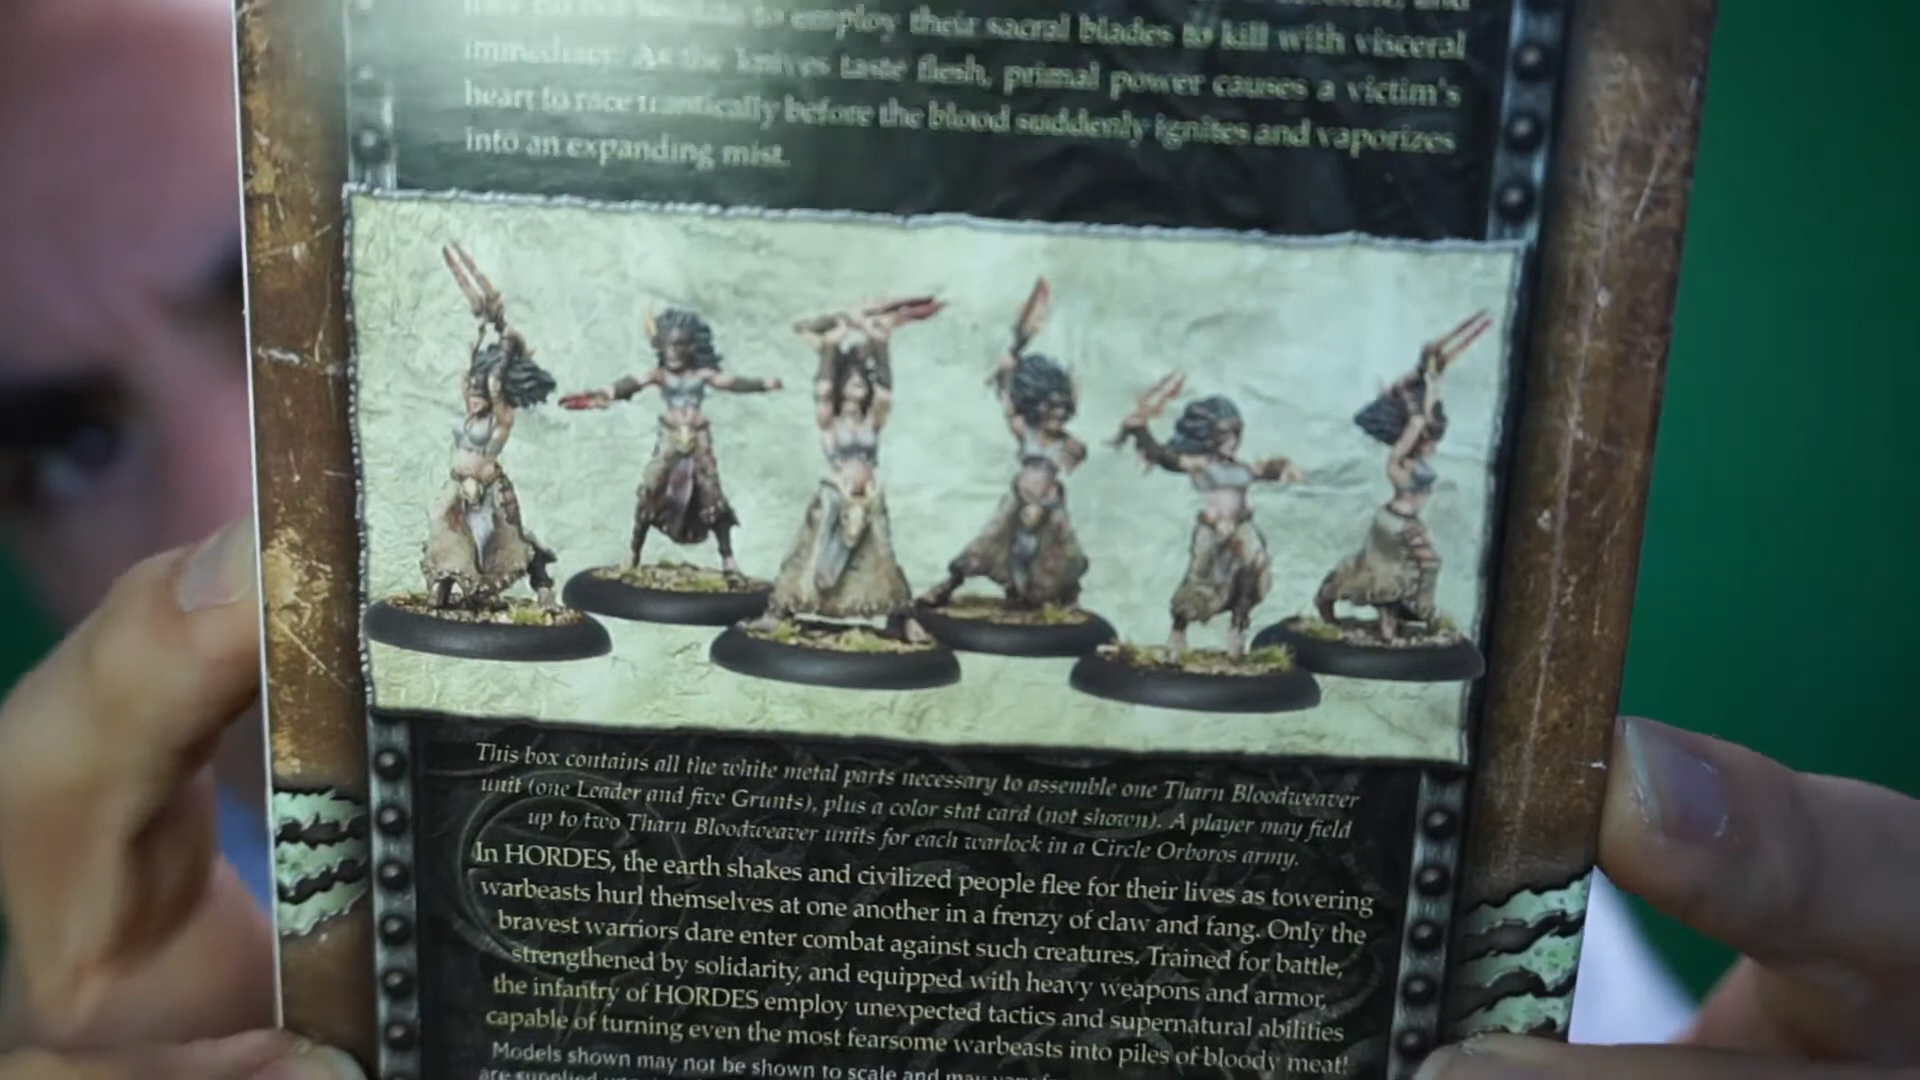 to employ their sacral blades to kill with visceral
immediacy. As the knives taste flesh, primal power causes a victim's
heart to race frantically before the blood suddenly ignites and vaporizes
into an expanding mist.
This box contains all the white metal parts necessary to assemble one Tharn Bloodweaver
unit (one Leader and five Grunts), plus a color stat card (not shown). A player may field
up to two Tharn Bloodweaver units for each warlock in a Circle Orboros army.
In HORDES, the earth shakes and civilized people flee for their lives as towering
warbeasts hurl themselves at one another in a frenzy of claw and fang. Only the
bravest warriors dare enter combat against such creatures. Trained for battle,
strengthened by solidarity, and equipped with heavy weapons and armor,
the infantry of HORDES employ unexpected tactics and supernatural abilities
capable of turning even the most fearsome warbeasts into piles of bloody meat!
Models shown may not be shown to scale and may
are supplied